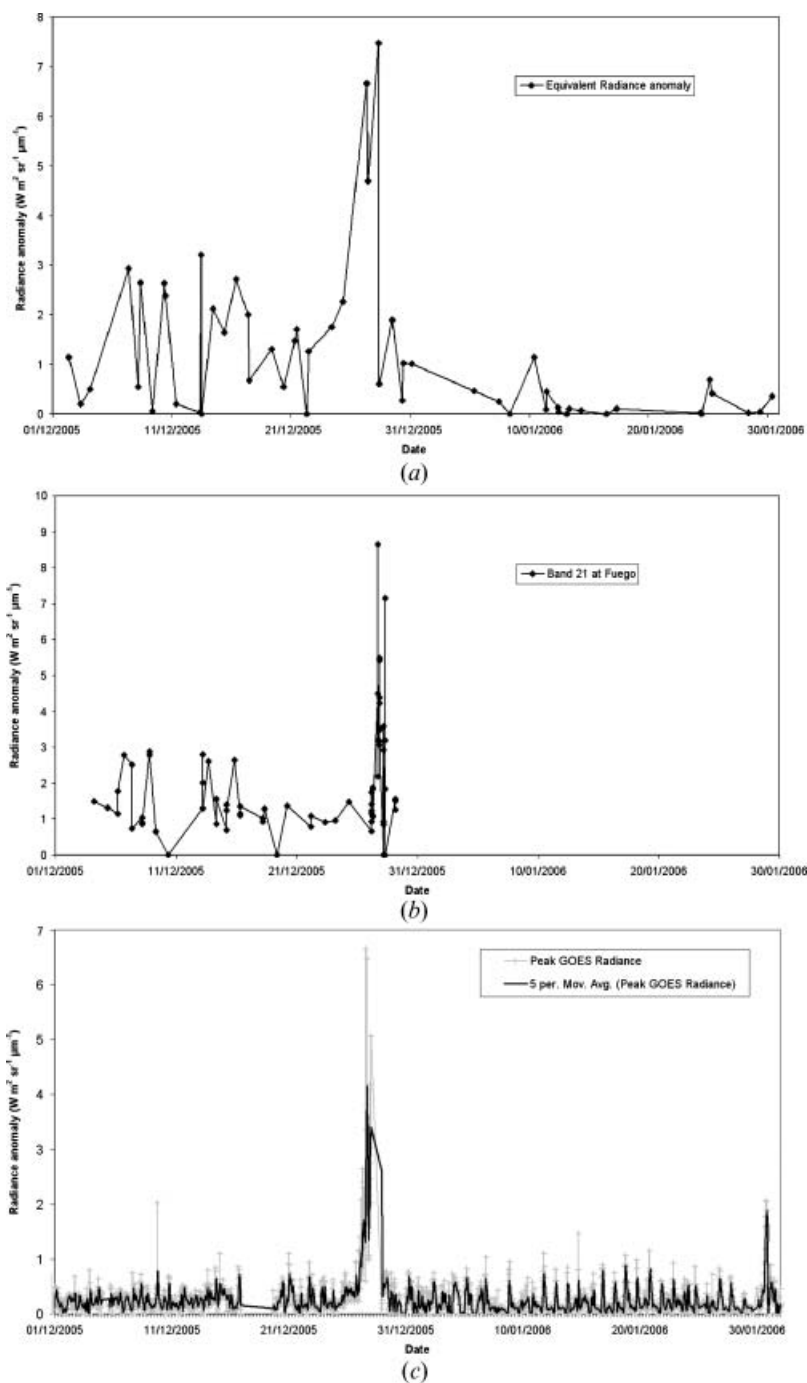 8
7
6
5
4
3
2
1
0
Radiance anomaly (W m² sr⁻¹ µm⁻¹)
Equivalent Radiance anomaly
01/12/2005 11/12/2005 21/12/2005 31/12/2005 10/01/2006 20/01/2006 30/01/2006
Date
(a)
10
9
8
7
6
5
4
3
2
1
0
Radiance anomaly (W m² sr⁻¹ µm⁻¹)
Band 21 at Fuego
01/12/2005 11/12/2005 21/12/2005 31/12/2005 10/01/2006 20/01/2006 30/01/2006
Date
(b)
7
6
5
4
3
2
1
0
Radiance anomaly (W m² sr⁻¹ µm⁻¹)
Peak GOES Radiance
5 per. Mov. Avg. (Peak GOES Radiance)
01/12/2005 11/12/2005 21/12/2005 31/12/2005 10/01/2006 20/01/2006 30/01/2006
Date
(c)